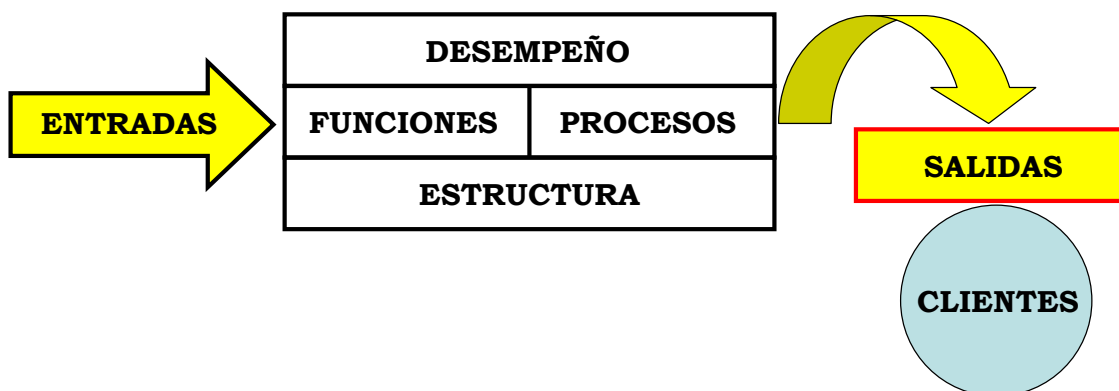 DESEMPEÑO
ENTRADAS
FUNCIONES
PROCESOS
SALIDAS
ESTRUCTURA
CLIENTES